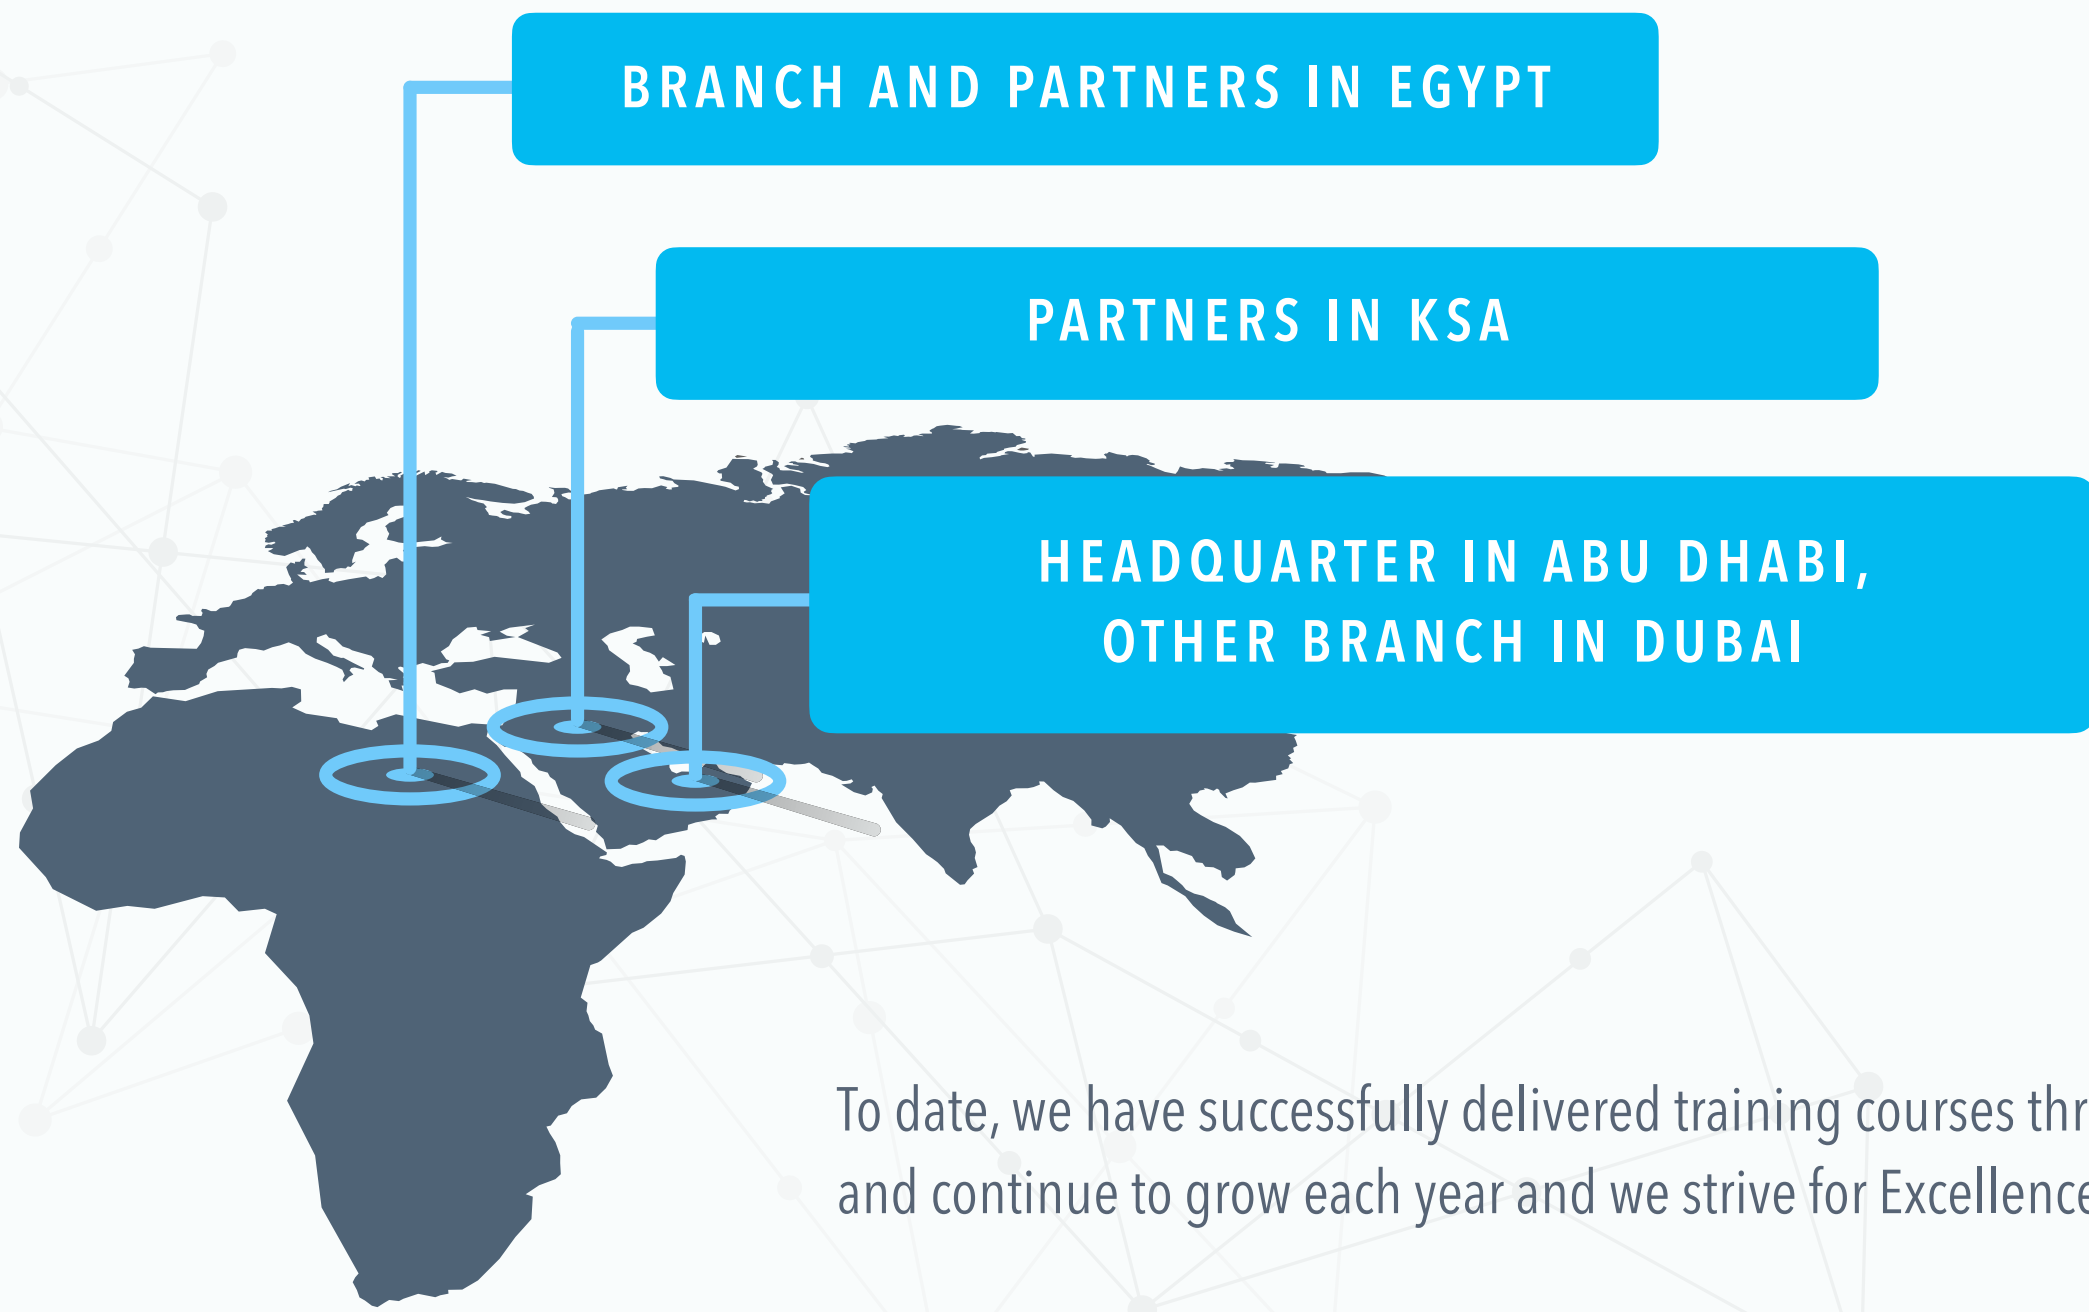 BRANCH AND PARTNERS IN EGYPT
PARTNERS IN KSA
HEADQUARTER IN ABU DHABI,
OTHER BRANCH IN DUBAI
To date, we have successfully delivered training courses
and continue to grow each year and we strive for Excellence